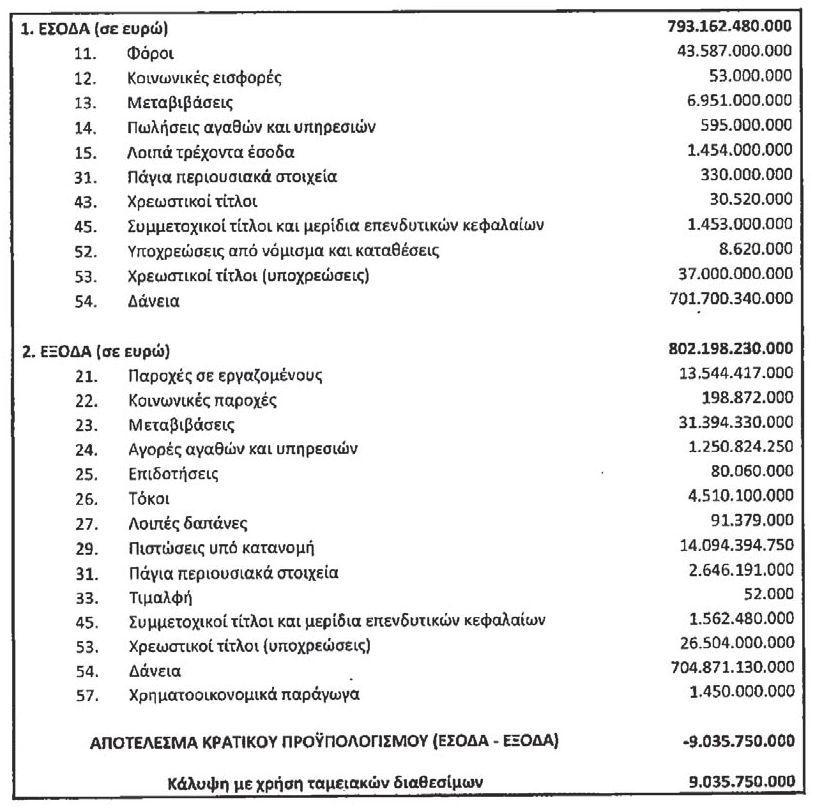 1. ΕΣΟΔΑ (σε ευρώ) 793.162.480.000
11. Φόροι 43.587.000.000
12. Κοινωνικές εισφορές 53.000.000
13. Μεταβιβάσεις 6.951.000.000
14. Πωλήσεις αγαθών και υπηρεσιών 595.000.000
15. Λοιπά τρέχοντα έσοδα 1.454.000.000
31. Πάγια περιουσιακά στοιχεία 330.000.000
43. Χρεωστικοί τίτλοι 30.520.000
45. Συμμετοχικοί τίτλοι και μερίδια επενδυτικών κεφαλαίων 1.453.000.000
52. Υποχρεώσεις από νόμισμα και καταθέσεις 8.620.000
53. Χρεωστικοί τίτλοι (υποχρεώσεις) 37.000.000.000
54. Δάνεια 701.700.340.000
2. ΕΞΟΔΑ (σε ευρώ) 802.198.230.000
21. Παροχές σε εργαζομένους 13.544.417.000
22. Κοινωνικές παροχές 198.872.000
23. Μεταβιβάσεις 31.394.330.000
24. Αγορές αγαθών και υπηρεσιών 1.250.824.250
25. Επιδοτήσεις 80.060.000
26. Τόκοι 4.510.100.000
27. Λοιπές δαπάνες 91.379.000
29. Πιστώσεις υπό κατανομή 14.094.394.750
31. Πάγια περιουσιακά στοιχεία 2.646.191.000
33. Τιμαλφή 52.000
45. Συμμετοχικοί τίτλοι και μερίδια επενδυτικών κεφαλαίων 1.562.480.000
53. Χρεωστικοί τίτλοι (υποχρεώσεις) 26.504.000.000
54. Δάνεια 704.871.130.000
57. Χρηματοοικονομικά παράγωγα 1.450.000.000
ΑΠΟΤΕΛΕΣΜΑ ΚΡΑΤΙΚΟΥ ΠΡΟΫΠΟΛΟΓΙΣΜΟΥ (ΕΣΟΔΑ - ΕΞΟΔΑ) -9.035.750.000
Κάλυψη με χρήση ταμειακών διαθεσίμων 9.035.750.000